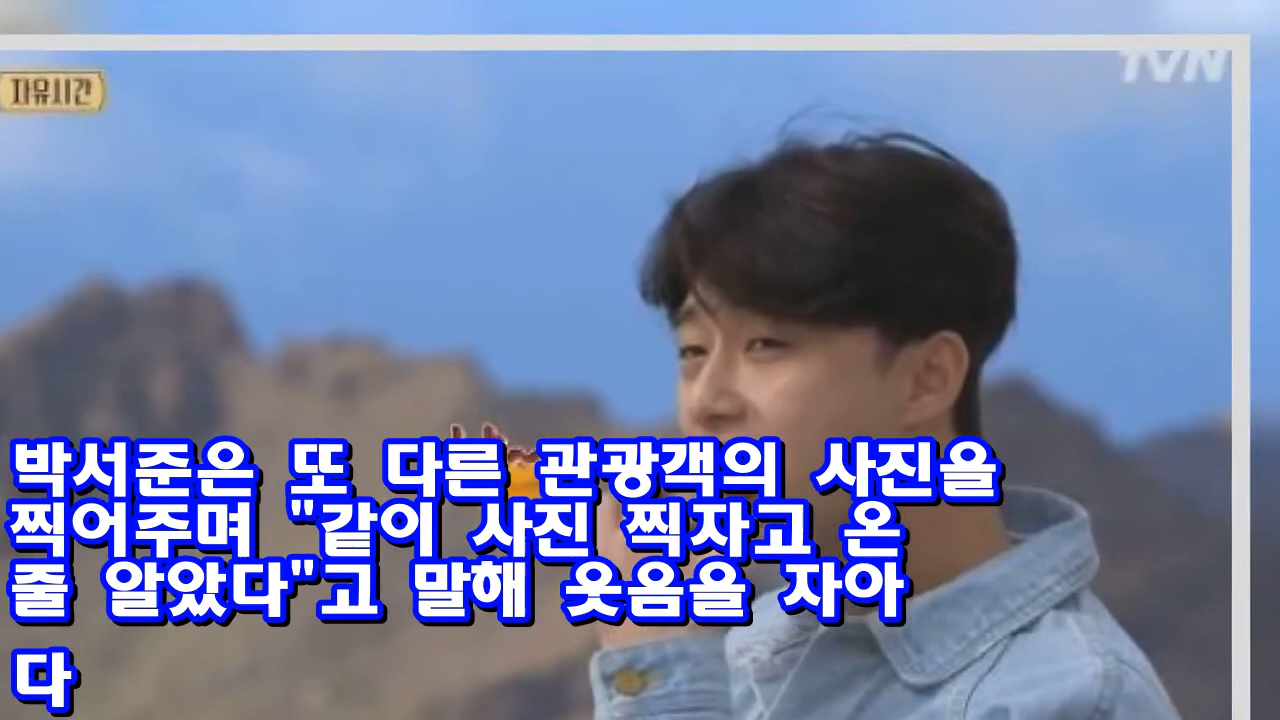 tvN
자유시간
박서준은 또 다른 관광객의 사진을
찍어주며 "같이 사진 찍자고 온
줄 알았다"고 말해 웃음을 자아
다